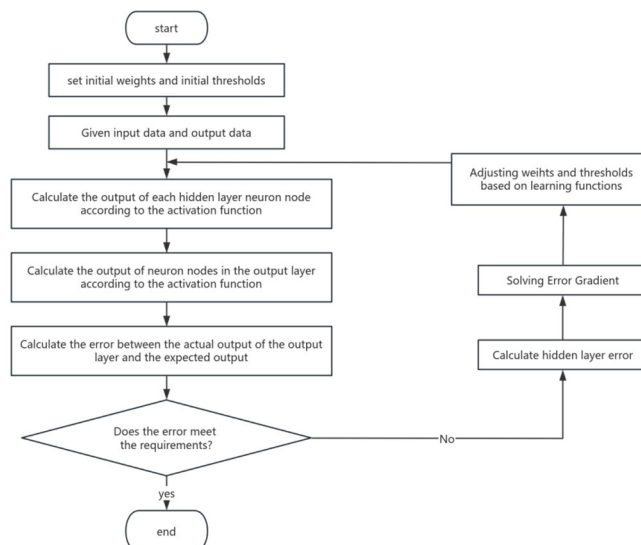 start
set initial weights and initial thresholds
Given input data and output data
Adjusting weihts and thresholds
based on learning functions
Calculate the output of each hidden layer neuron node
according to the activation function
Calculate the output of neuron nodes in the output layer
according to the activation function
Solving Error Gradient
Calculate the error between the actual output of the output
layer and the expected output
Calculate hidden layer error
Does the error meet
the requirements?
No
yes
end